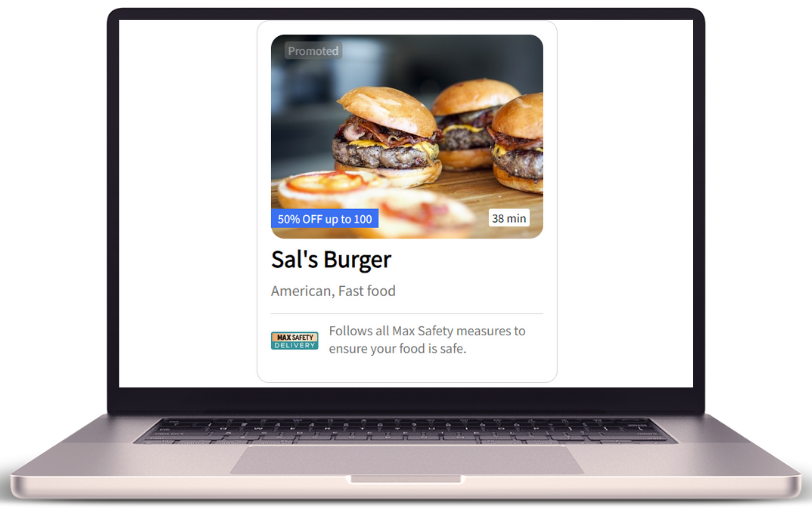 Promoted
50% OFF up to 100
38 min
Sal's Burger
American, Fast food
MAX SAFETY
DELIVERY
Follows all Max Safety measures to
ensure your food is safe.